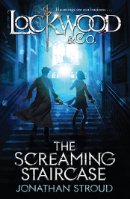 LOCKWOOD
& CO.
THE
SCREAMING
STAIRCASE
JONATHAN STROUD